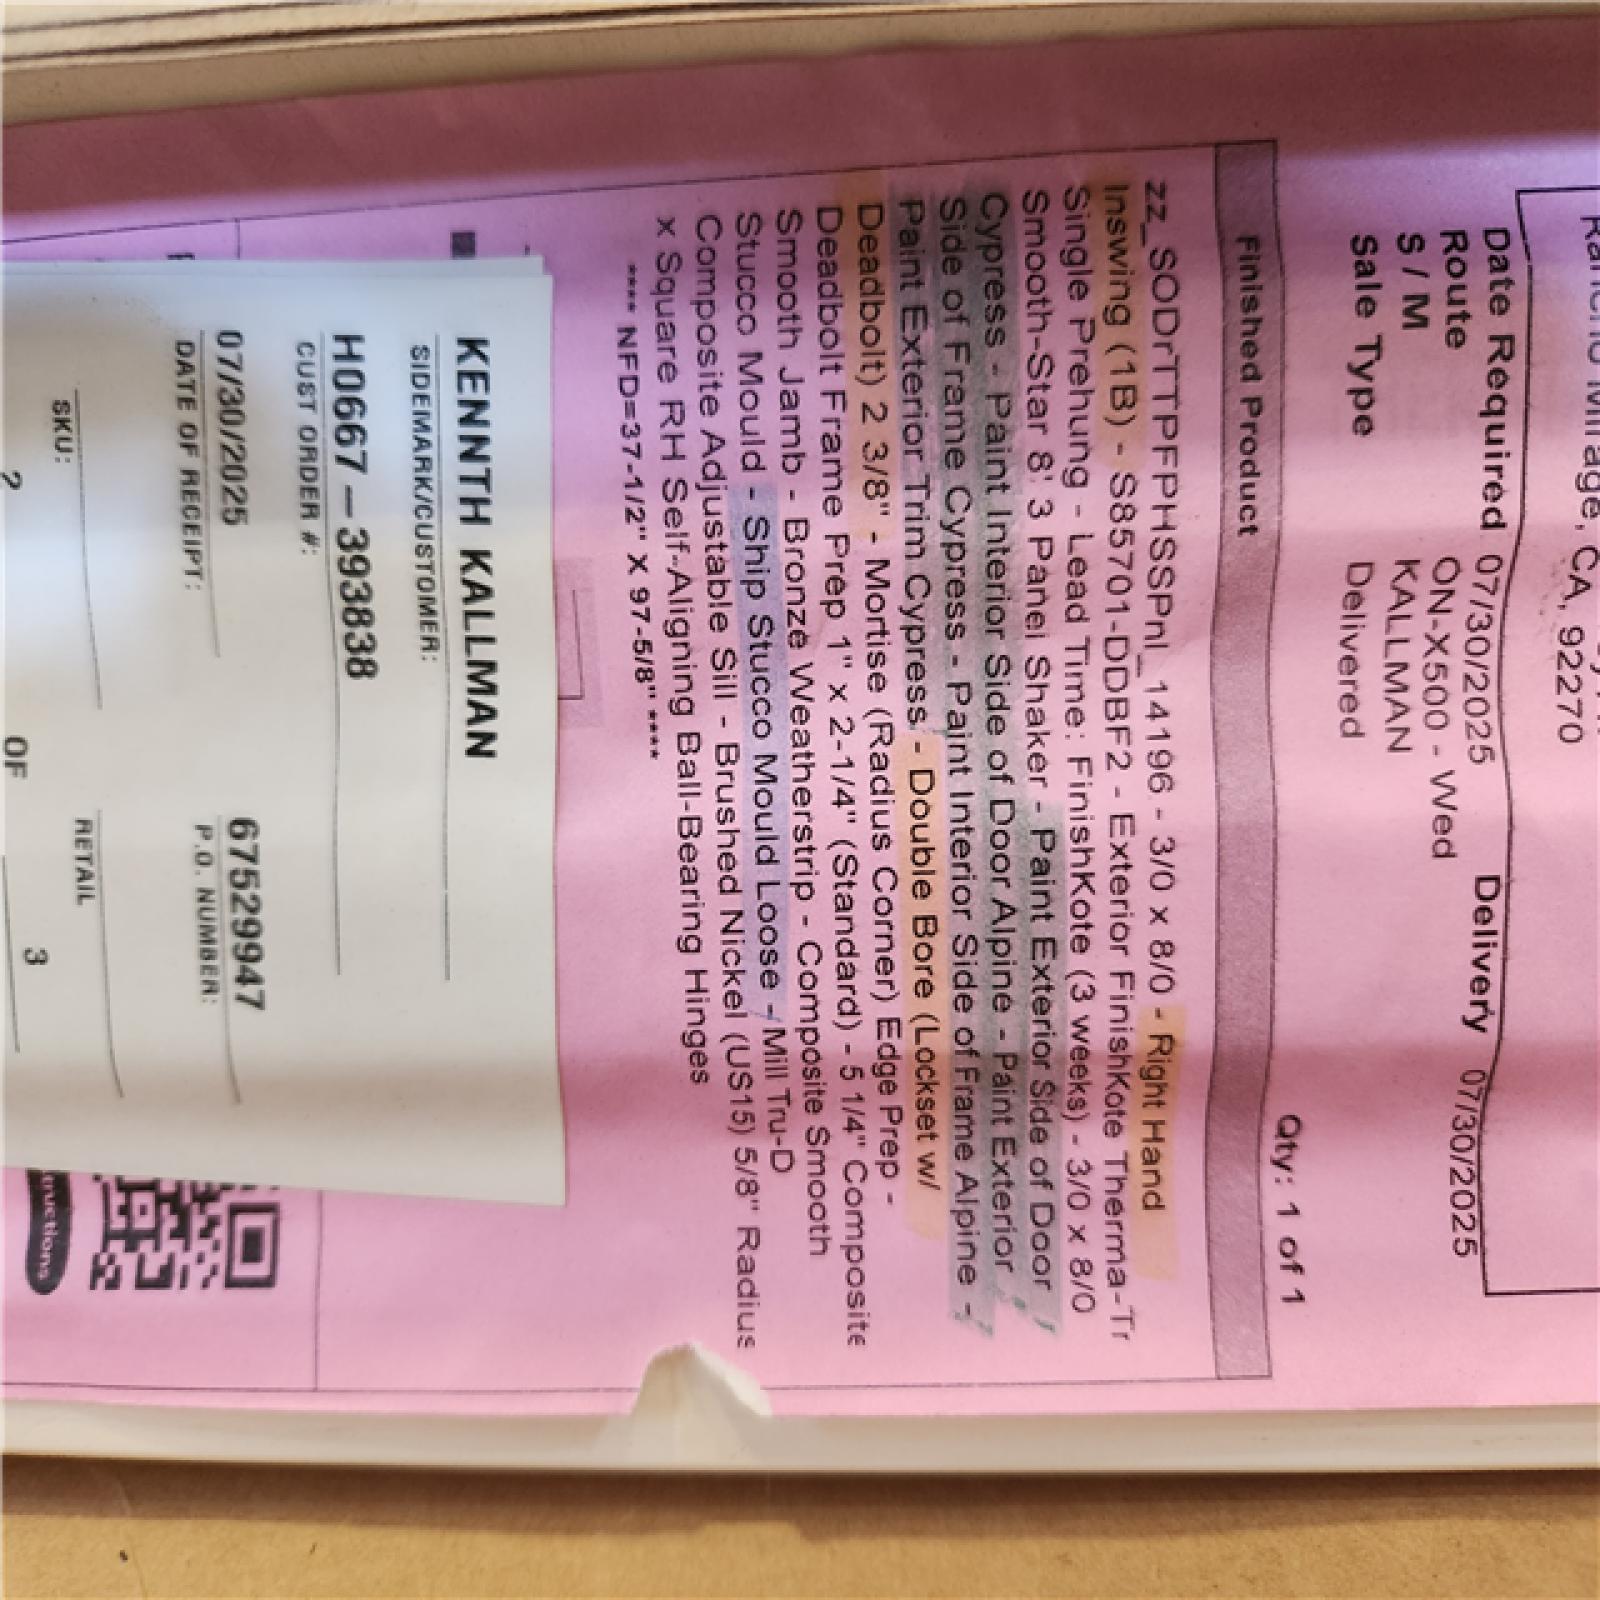 Rancho Mirage, CA, 92270
Date Required 07/30/2025 Delivery 07/30/2025
Route ON-X500 - Wed
S / M KALLMAN
Sale Type Delivered
Qty: 1 of 1
Finished Product
zz_SODrTTPFPHSSPnl_14196 - 3/0 x 8/0 - Right Hand
Inswing (1B) - S85701-DDBF2 - Exterior FinishKote Therma-Tr
Single Prehung - Lead Time: FinishKote (3 weeks) - 3/0 x 8/0
Smooth-Star 8' 3 Panel Shaker - Paint Exterior Side of Door
Cypress - Paint Interior Side of Door Alpine - Paint Exterior
Side of Frame Cypress - Paint Interior Side of Frame Alpine -
Paint Exterior Trim Cypress - Double Bore (Lockset w/
Deadbolt) 2 3/8" - Mortise (Radius Corner) Edge Prep -
Deadbolt Frame Prep 1" x 2-1/4" (Standard) - 5 1/4" Composite
Smooth Jamb - Bronze Weatherstrip - Composite Smooth
Stucco Mould - Ship Stucco Mould Loose - Mill Tru-D
Composite Adjustable Sill - Brushed Nickel (US15) 5/8" Radius
x Square RH Self-Aligning Ball-Bearing Hinges
**** NFD=37-1/2" X 97-5/8" ****
KENNTH KALLMAN
SIDEMARK/CUSTOMER:
H0667-393838
CUST ORDER #:
07/30/2025 67529947
DATE OF RECEIPT: P.O. NUMBER:
SKU: RETAIL
2 OF 3